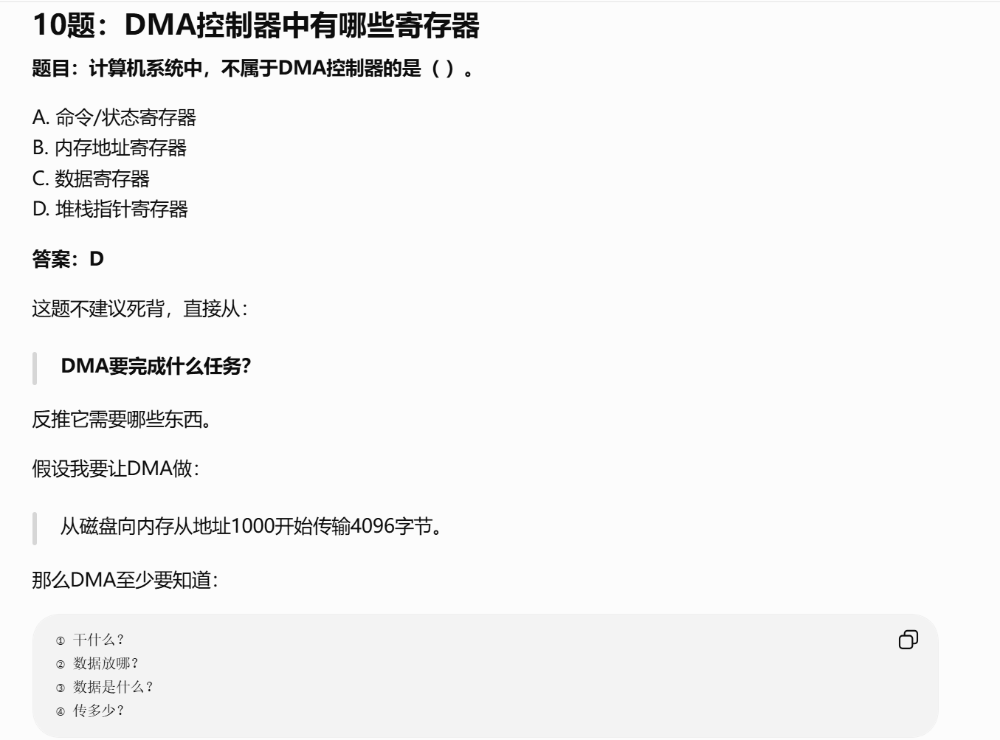 10题：DMA控制器中有哪些寄存器
题目：计算机系统中，不属于DMA控制器的是（ ）。
A. 命令/状态寄存器
B. 内存地址寄存器
C. 数据寄存器
D. 堆栈指针寄存器
答案：D
这题不建议死背，直接从：
DMA要完成什么任务？
反推它需要哪些东西。
假设我要让DMA做：
从磁盘向内存从地址1000开始传输4096字节。
那么DMA至少要知道：
① 干什么？
② 数据放哪？
③ 数据是什么？
④ 传多少？